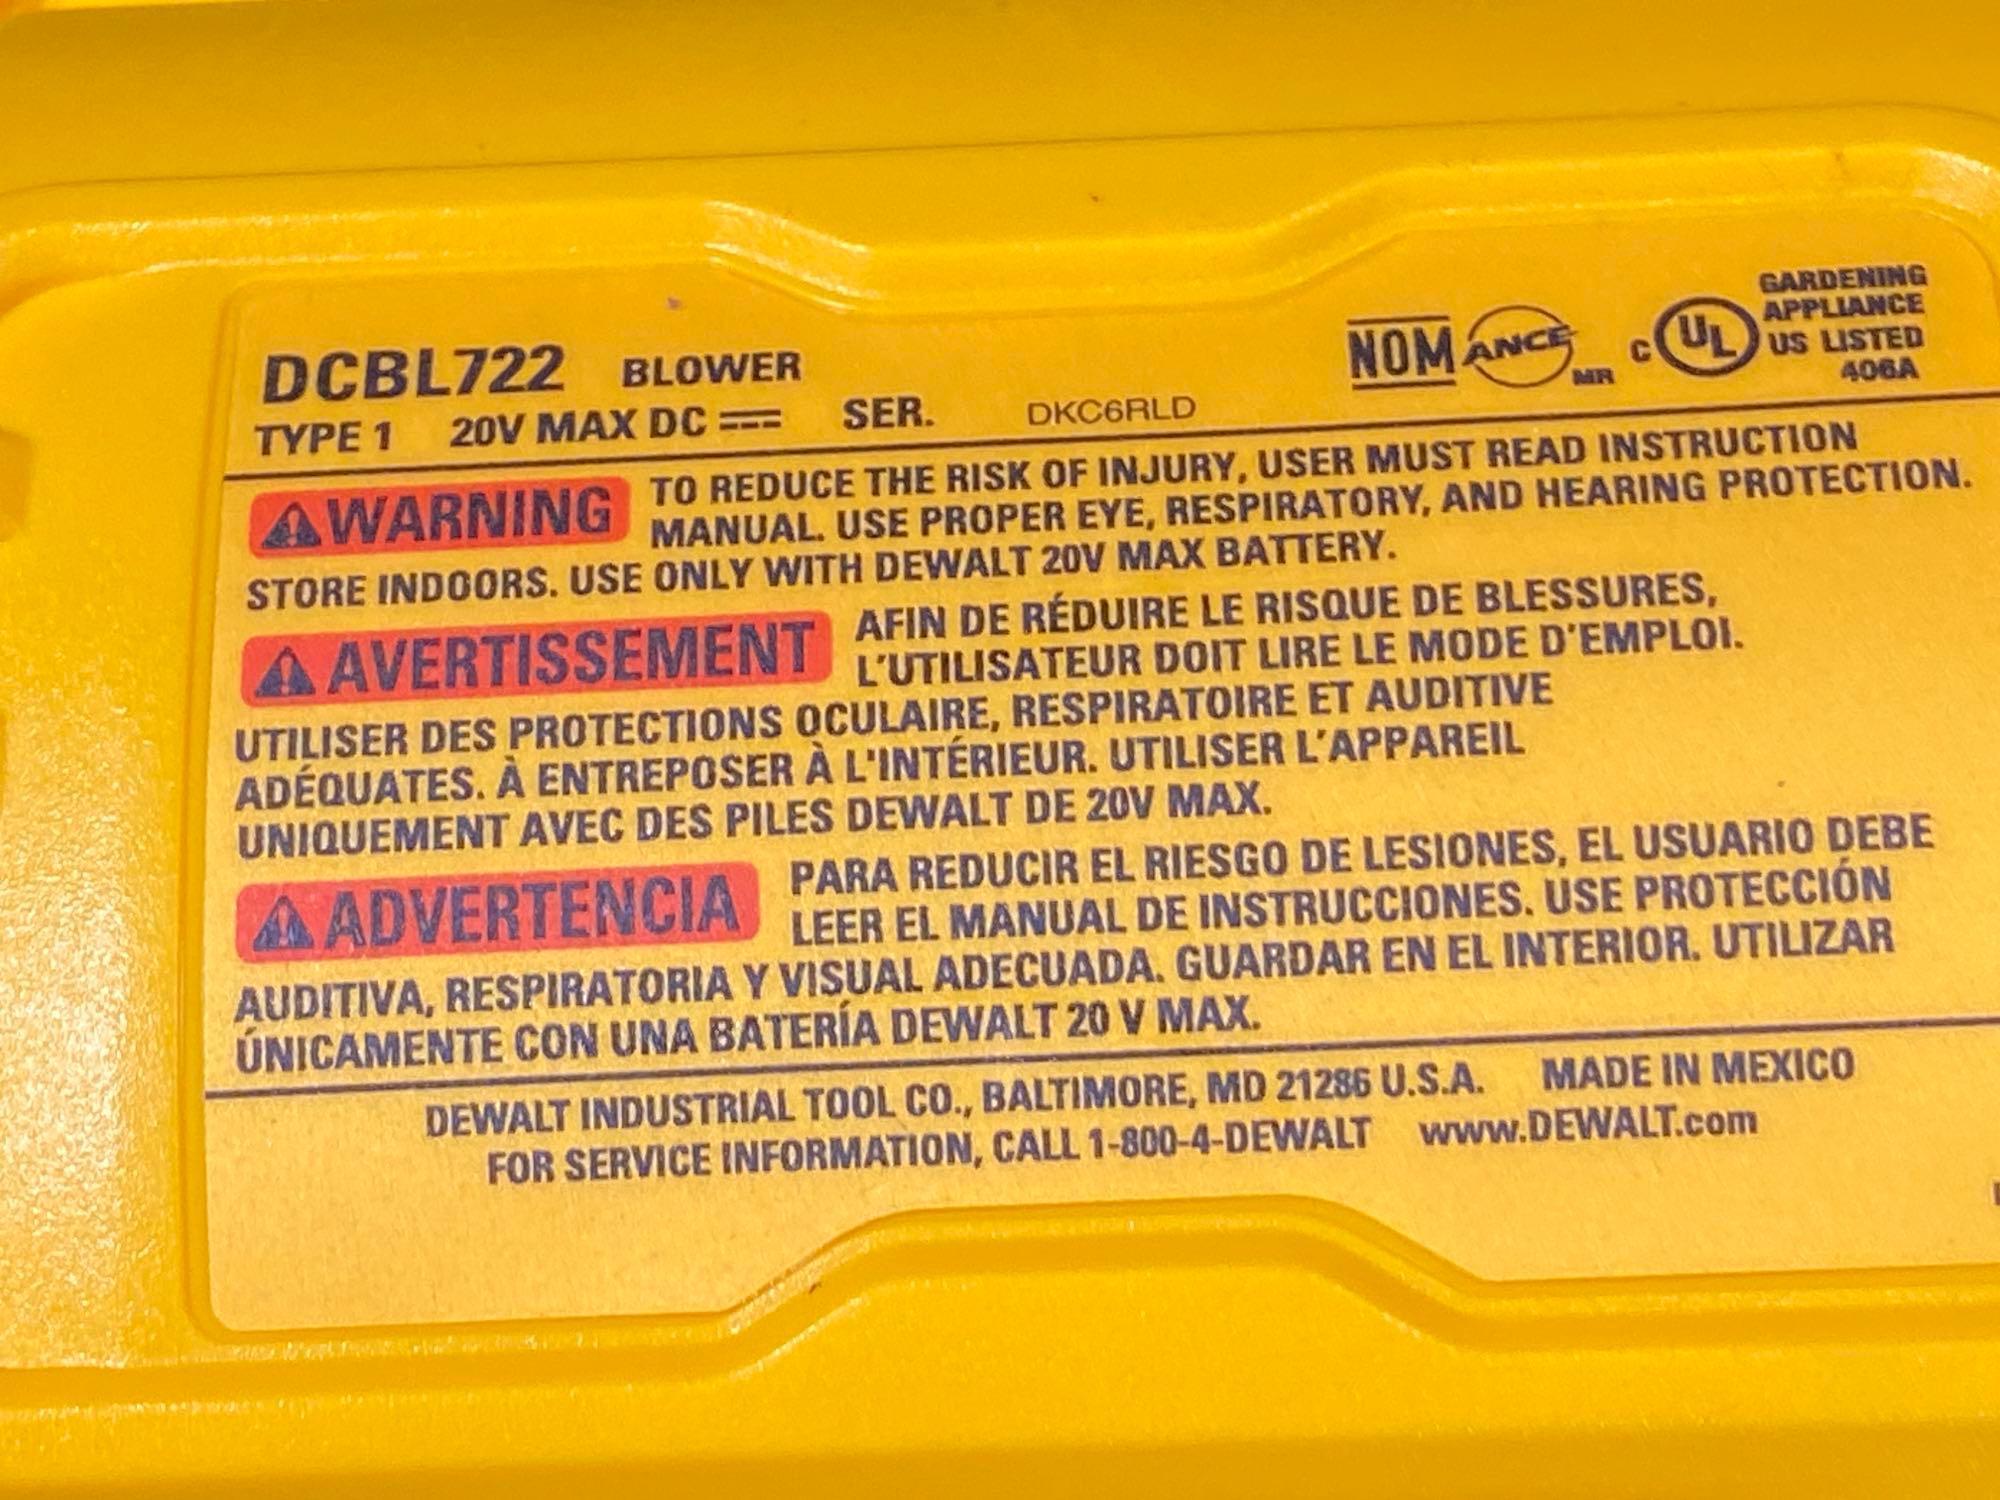 DCBL722 BLOWER
TYPE 1 20V MAX DC SER. DKC6RLD
NOM ANCE MR
C UL US
GARDENING
APPLIANCE
LISTED
406A
WARNING TO REDUCE THE RISK OF INJURY, USER MUST READ INSTRUCTION
MANUAL. USE PROPER EYE, RESPIRATORY, AND HEARING PROTECTION.
STORE INDOORS. USE ONLY WITH DEWALT 20V MAX BATTERY.
AVERTISSEMENT AFIN DE RÉDUIRE LE RISQUE DE BLESSURES,
L'UTILISATEUR DOIT LIRE LE MODE D'EMPLOI.
UTILISER DES PROTECTIONS OCULAIRE, RESPIRATOIRE ET AUDITIVE
ADÉQUATES. À ENTREPOSER À L'INTÉRIEUR. UTILISER L'APPAREIL
UNIQUEMENT AVEC DES PILES DEWALT DE 20V MAX.
ADVERTENCIA PARA REDUCIR EL RIESGO DE LESIONES, EL USUARIO DEBE
LEER EL MANUAL DE INSTRUCCIONES. USE PROTECCIÓN
AUDITIVA, RESPIRATORIA Y VISUAL ADECUADA. GUARDAR EN EL INTERIOR. UTILIZAR
ÚNICAMENTE CON UNA BATERÍA DEWALT 20 V MAX.
DEWALT INDUSTRIAL TOOL CO., BALTIMORE, MD 21286 U.S.A. MADE IN MEXICO
FOR SERVICE INFORMATION, CALL 1-800-4-DEWALT www.DEWALT.com